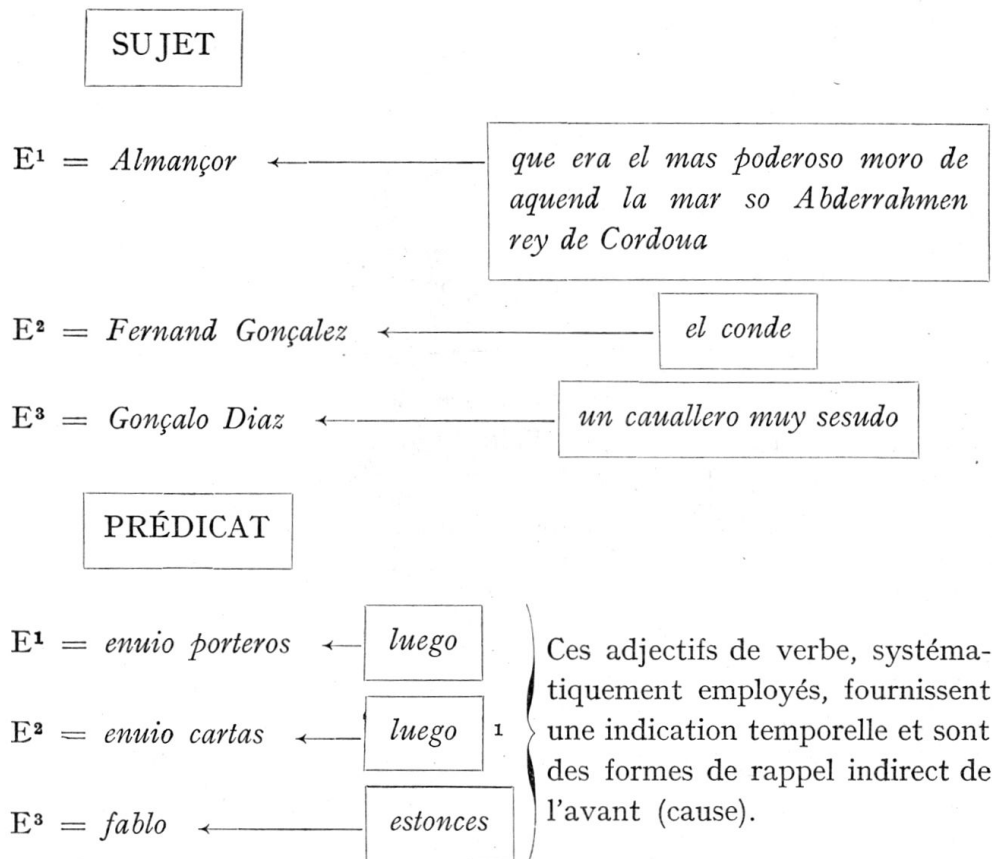 SUJET
E¹ = Almançor ← que era el mas poderoso moro de
aquend la mar so Abderrahmen
rey de Cordoua
E² = Fernand Gonçalez ← el conde
E³ = Gonçalo Diaz ← un cauallero muy sesudo
PRÉDICAT
E¹ = enuio porteros ← luego
E² = enuio cartas ← luego ¹
E³ = fablo ← estonces
Ces adjectifs de verbe, systéma-
tiquement employés, fournissent
une indication temporelle et sont
des formes de rappel indirect de
l'avant (cause).